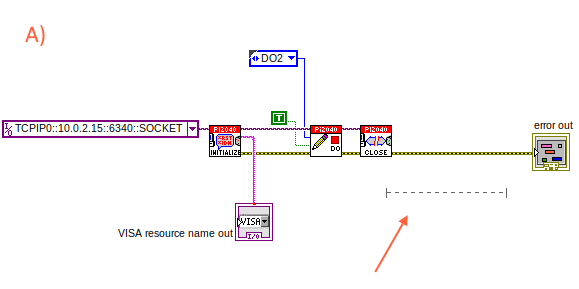 A)
DO2
TCPIP0::10.0.2.15::6340::SOCKET
T
PI2040
INITIALIZE
PI2040
DO
PI2040
CLOSE
error out
VISA
I/O
VISA resource name out